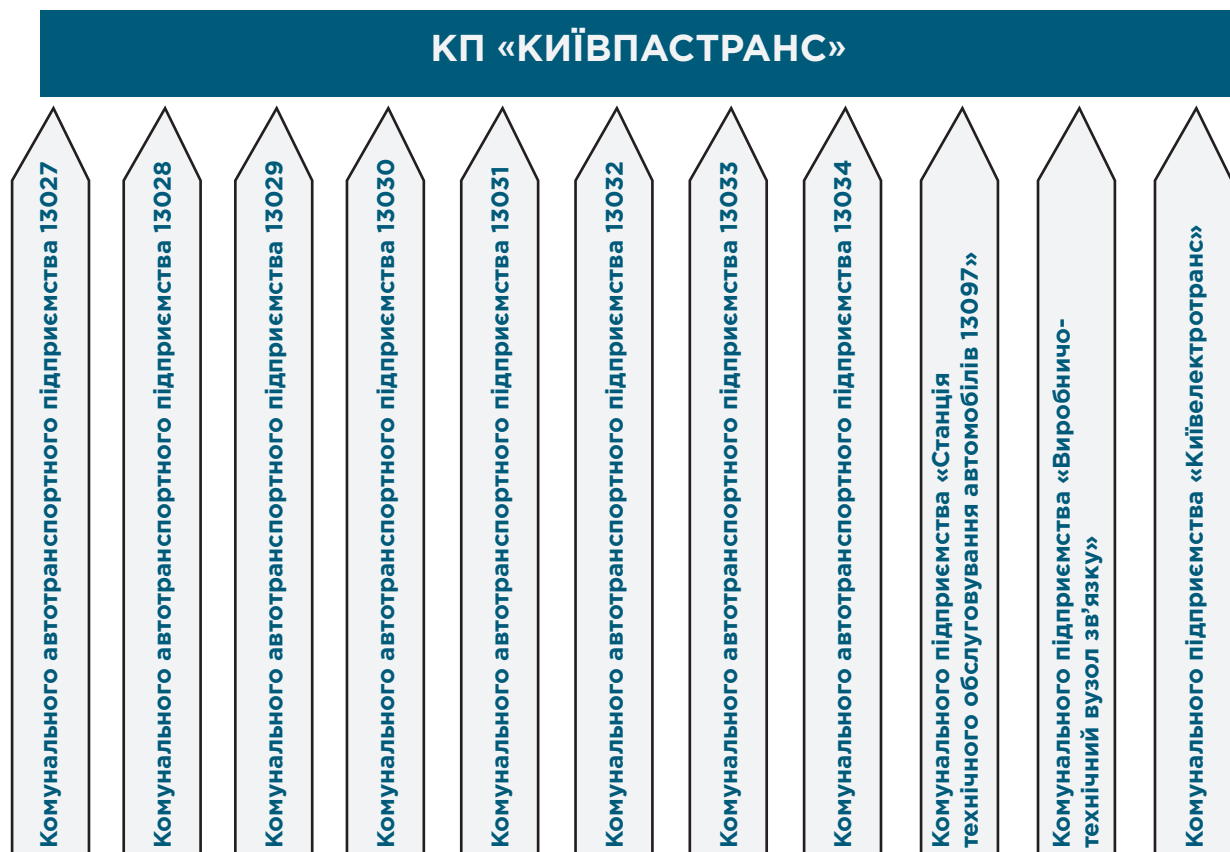 КП «КИЇВПАСТРАНС»
Комунального автотранспортного підприємства 13027
Комунального автотранспортного підприємства 13028
Комунального автотранспортного підприємства 13029
Комунального автотранспортного підприємства 13030
Комунального автотранспортного підприємства 13031
Комунального автотранспортного підприємства 13032
Комунального автотранспортного підприємства 13033
Комунального автотранспортного підприємства 13034
Комунального підприємства «Станція
технічного обслуговування автомобілів 13097»
Комунального підприємства «Виробничо-
технічний вузол зв’язку»
Комунального підприємства «Київелектротранс»